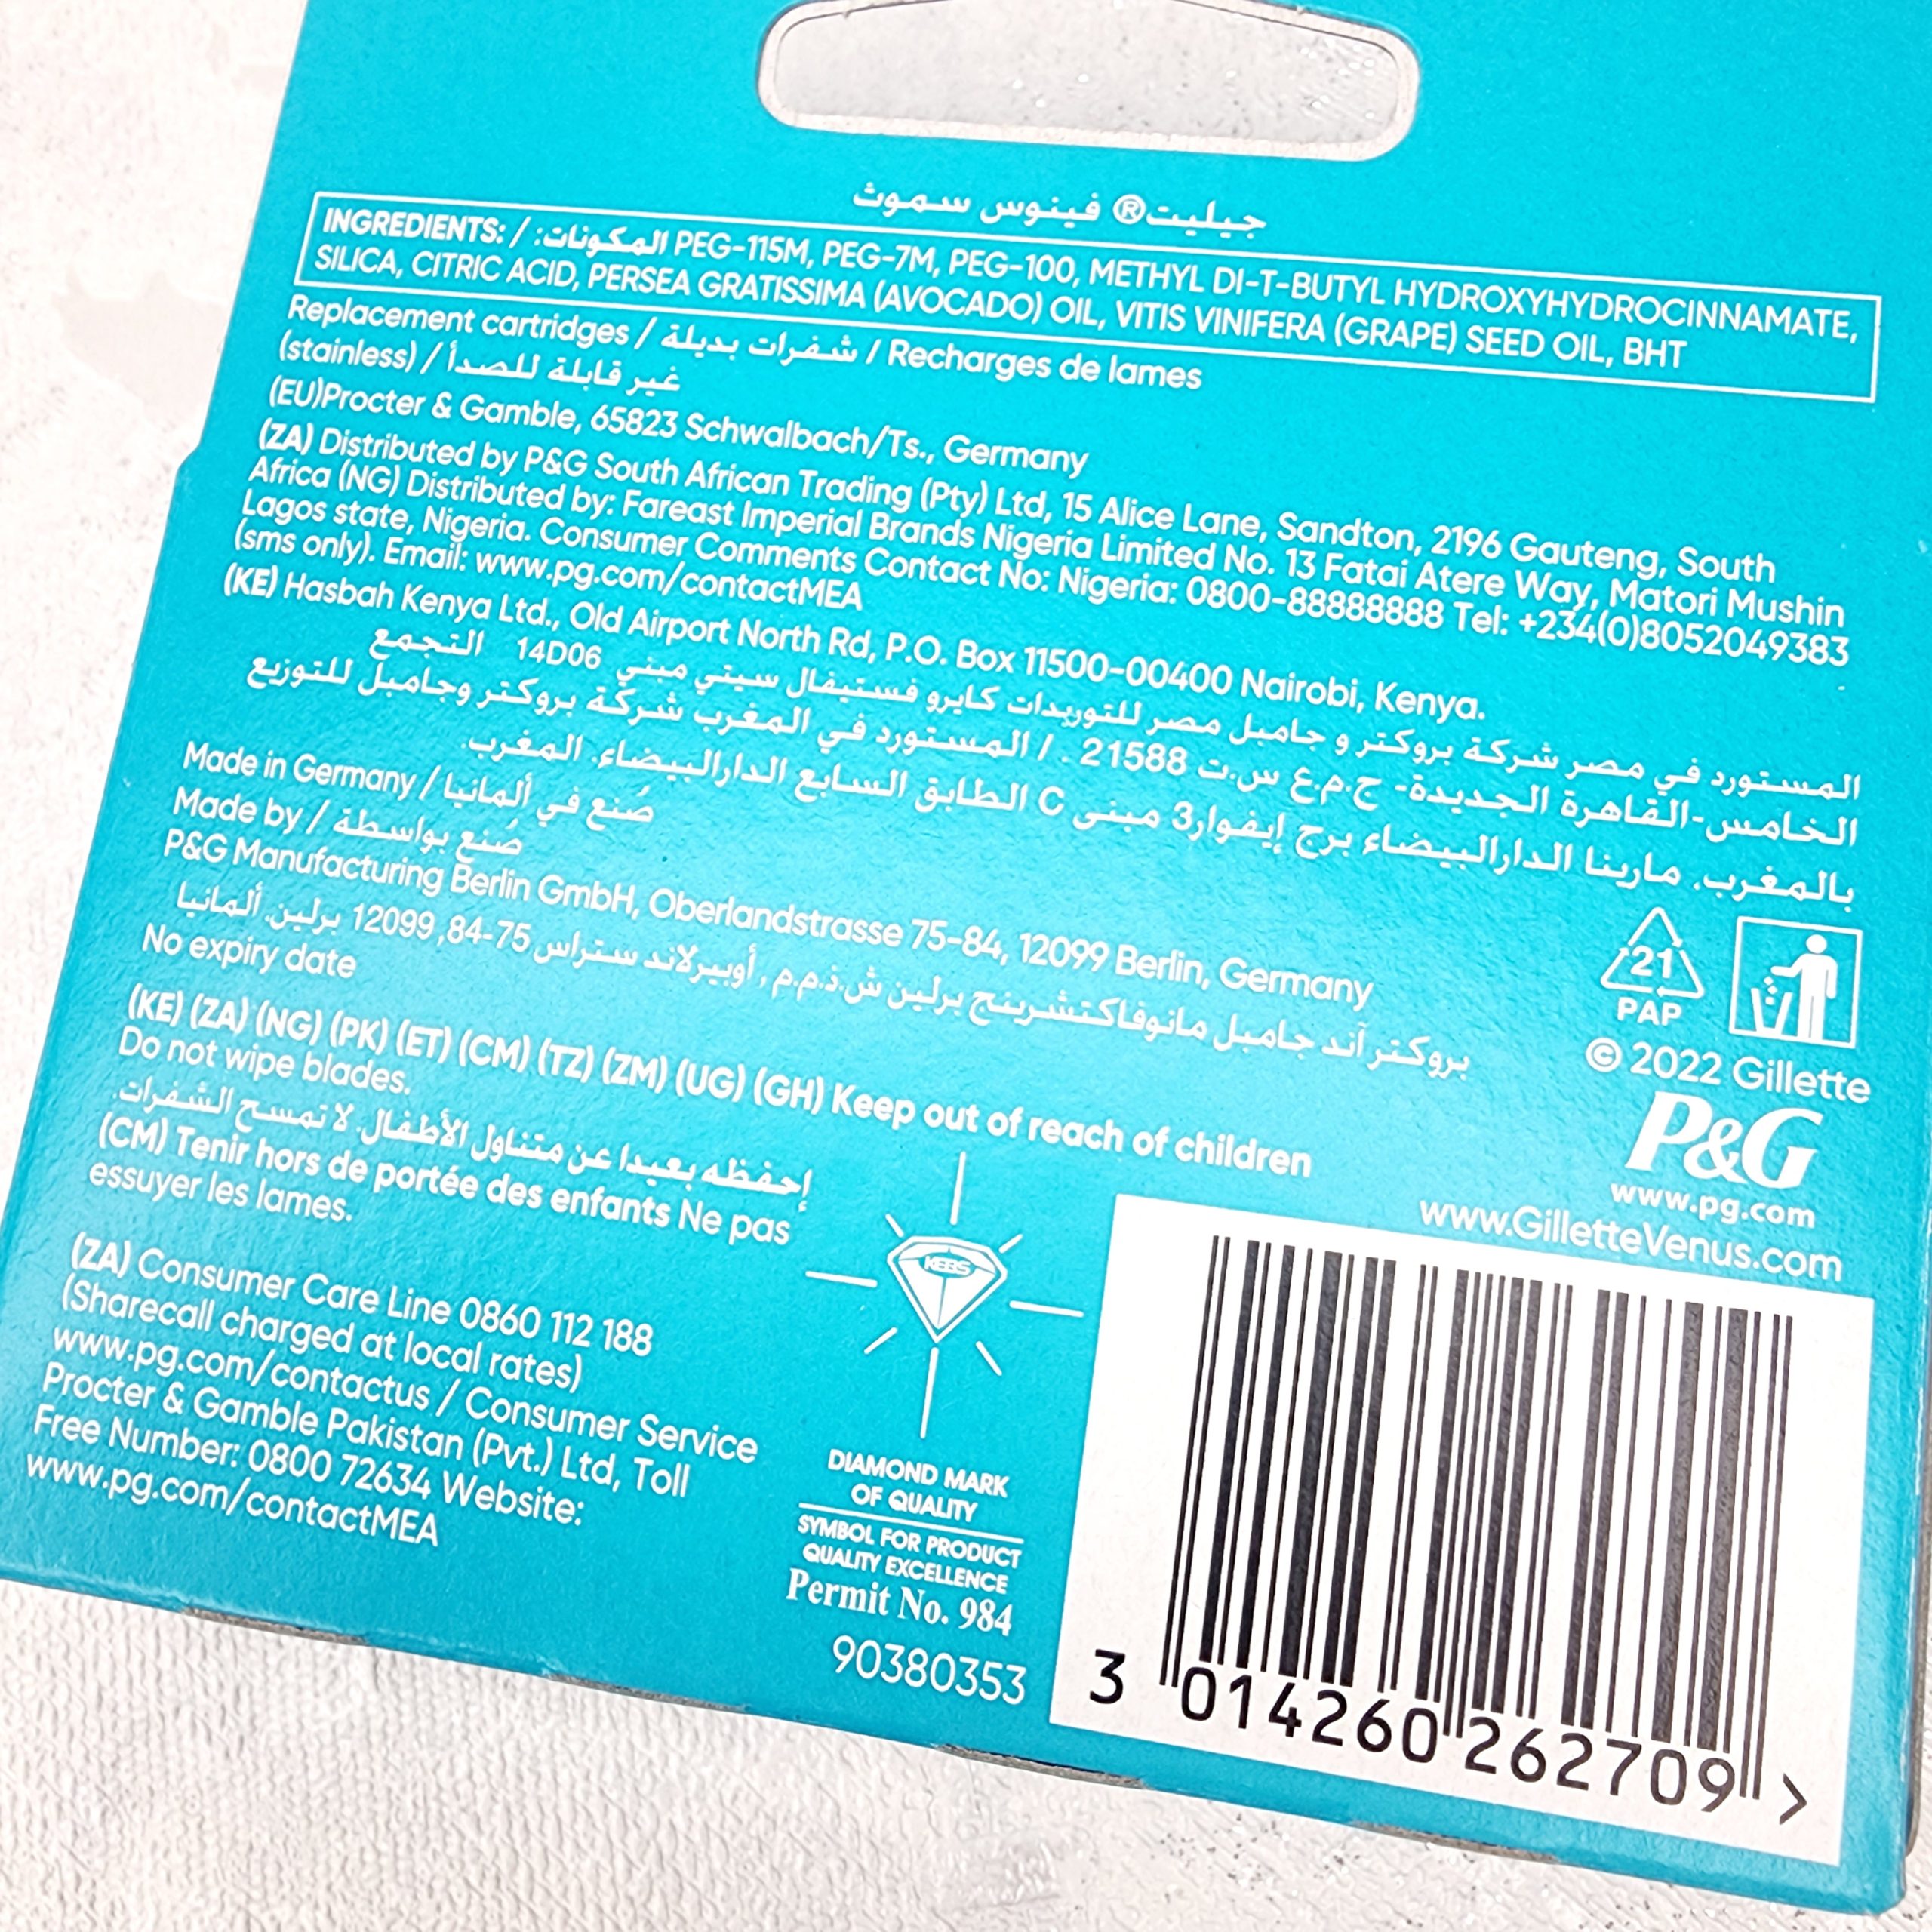 جيليت® فينوس سموث
INGREDIENTS: / المكونات: PEG-115M, PEG-7M, PEG-100, METHYL DI-T-BUTYL HYDROXYHYDROCINNAMATE,
SILICA, CITRIC ACID, PERSEA GRATISSIMA (AVOCADO) OIL, VITIS VINIFERA (GRAPE) SEED OIL, BHT
Replacement cartridges / شفرات بديلة / Recharges de lames
(stainless) / غير قابلة للصدأ
(EU)Procter & Gamble, 65823 Schwalbach/Ts., Germany
(ZA) Distributed by P&G South African Trading (Pty) Ltd, 15 Alice Lane, Sandton, 2196 Gauteng, South
Africa (NG) Distributed by: Fareast Imperial Brands Nigeria Limited No. 13 Fatai Atere Way, Matori Mushin
Lagos state, Nigeria. Consumer Comments Contact No: Nigeria: 0800-88888888 Tel: +234(0)8052049383
(sms only). Email: www.pg.com/contactMEA
(KE) Hasbah Kenya Ltd., Old Airport North Rd, P.O. Box 11500-00400 Nairobi, Kenya.
المستورد في مصر شركة بروكتر و جامبل مصر للتوريدات كايرو فستيفال سيتي مبني 14D06 التجمع
الخامس-القاهرة الجديدة- ج.م.ع س.ت 21588 . / المستورد في المغرب شركة بروكتر وجامبل للتوزيع
بالمغرب. مارينا الدارالبيضاء برج إيفوار3 مبنى C الطابق السابع الدارالبيضاء. المغرب.
Made in Germany / صُنع في ألمانيا
Made by / صُنع بواسطة
P&G Manufacturing Berlin GmbH, Oberlandstrasse 75-84, 12099 Berlin, Germany
بروكتر آند جامبل مانوفاكتشرينج برلين ش.ذ.م.م , أوبيرلاند ستراس 75-84, 12099 برلين. ألمانيا
No expiry date
(KE) (ZA) (NG) (PK) (ET) (CM) (TZ) (ZM) (UG) (GH) Keep out of reach of children
Do not wipe blades.
إحفظه بعيدا عن متناول الأطفال. لا تمسح الشفرات.
(CM) Tenir hors de portée des enfants Ne pas
essuyer les lames.
(ZA) Consumer Care Line 0860 112 188
(Sharecall charged at local rates)
www.pg.com/contactus / Consumer Service
Procter & Gamble Pakistan (Pvt.) Ltd, Toll
Free Number: 0800 72634 Website:
www.pg.com/contactMEA
KEBS
DIAMOND MARK
OF QUALITY
SYMBOL FOR PRODUCT
QUALITY EXCELLENCE
Permit No. 984
90380353
21
PAP
© 2022 Gillette
P&G
www.pg.com
www.GilletteVenus.com
3 014260 262709 >